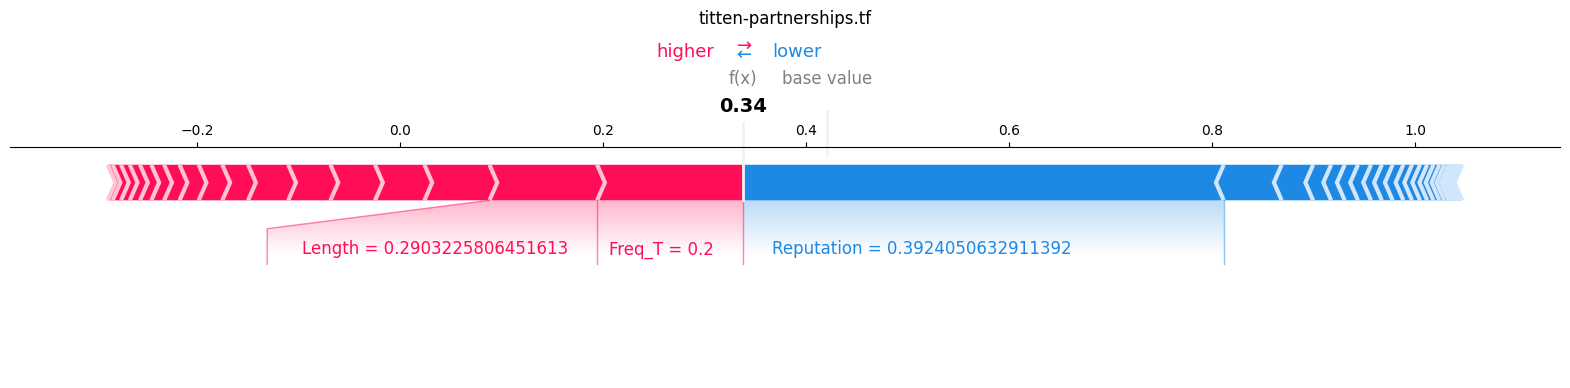 titten-partnerships.tf
higher ⇄ lower
f(x) base value
0.34
−0.2 0.0 0.2 0.4 0.6 0.8 1.0
Length = 0.2903225806451613 Freq_T = 0.2 Reputation = 0.3924050632911392